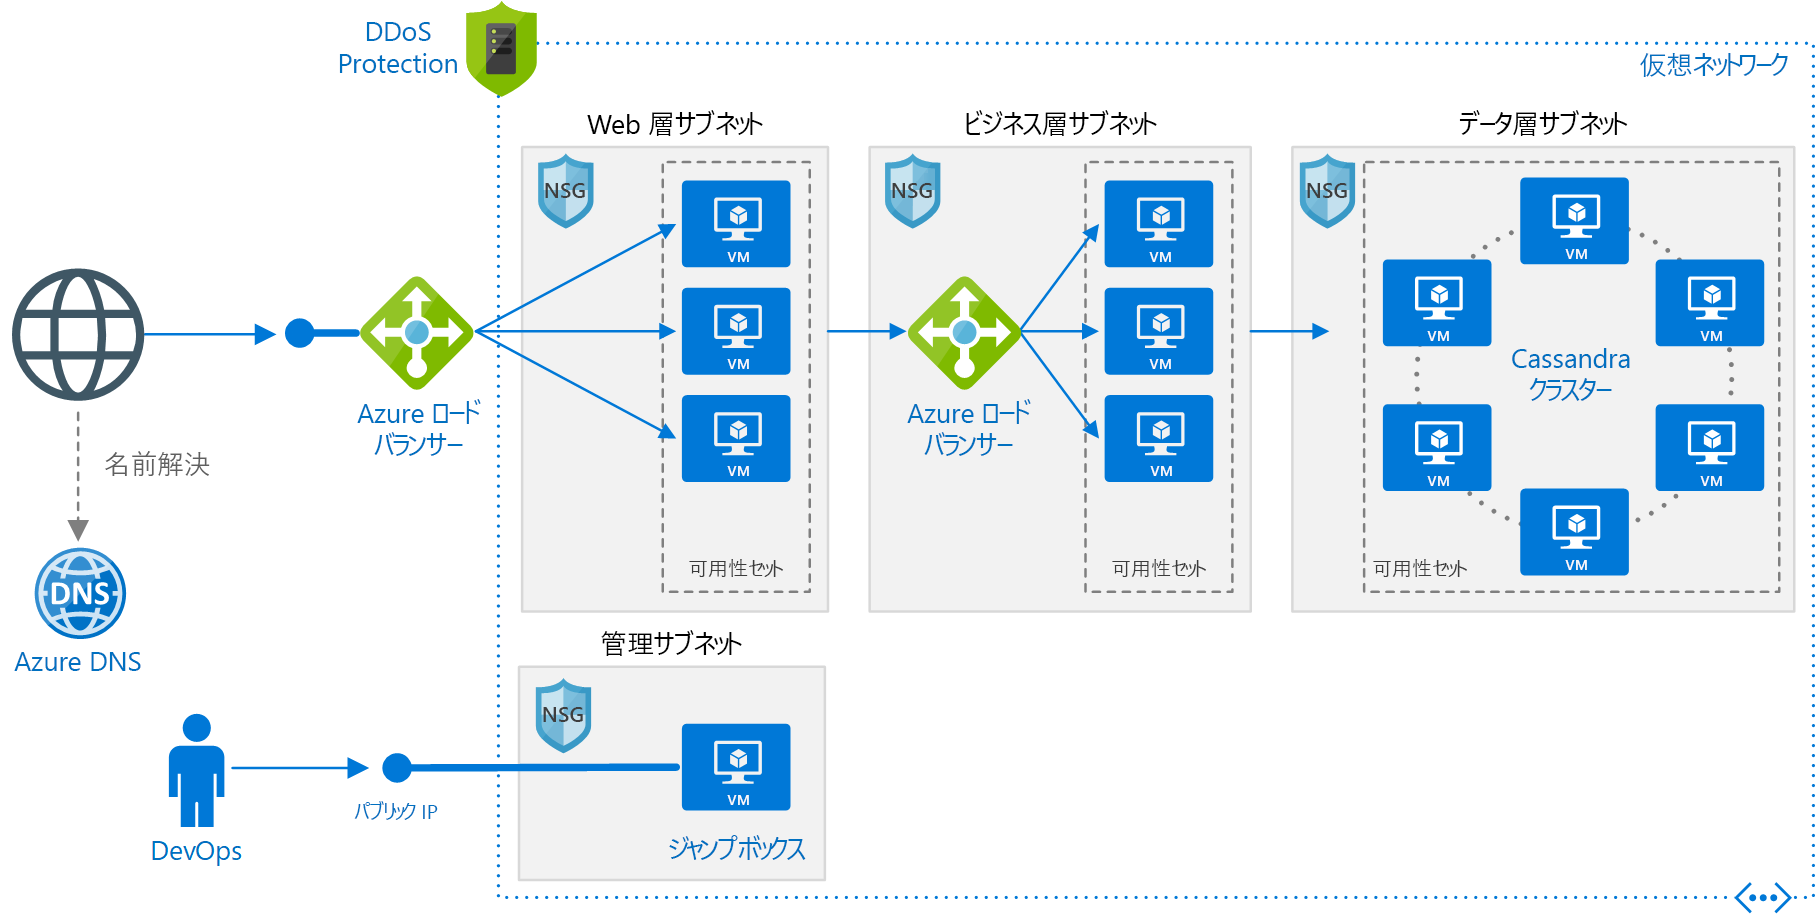 DDoS
Protection
仮想ネットワーク
Web 層サブネット
ビジネス層サブネット
データ層サブネット
NSG
NSG
NSG
VM
VM
VM
VM
VM
VM
VM
VM
VM
VM
VM
VM
Cassandra
クラスター
Azure ロード
バランサー
Azure ロード
バランサー
名前解決
可用性セット
可用性セット
可用性セット
DNS
Azure DNS
管理サブネット
NSG
VM
パブリック IP
ジャンプボックス
DevOps